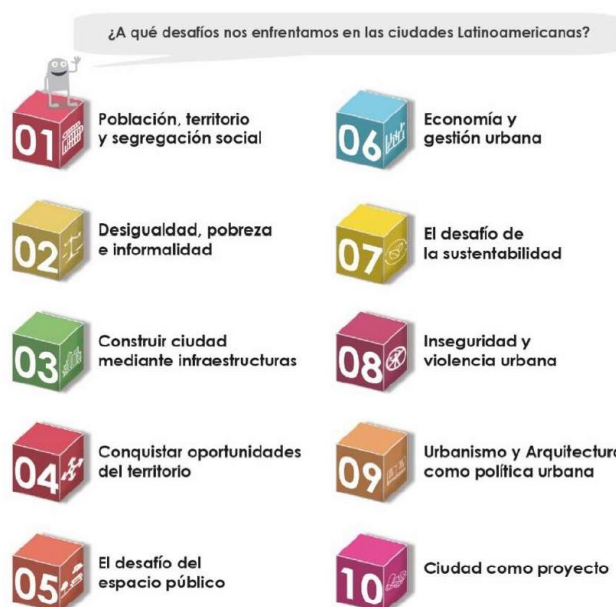 ¿A qué desafíos nos enfrentamos en las ciudades Latinoamericanas?
01
Población, territorio
y segregación social
02
Desigualdad, pobreza
e informalidad
03
Construir ciudad
mediante infraestructuras
04
Conquistar oportunidades
del territorio
05
El desafío del
espacio público
06
Economía y
gestión urbana
07
El desafío de
la sustentabilidad
08
Inseguridad y
violencia urbana
09
Urbanismo y Arquitectura
como política urbana
10
Ciudad como proyecto